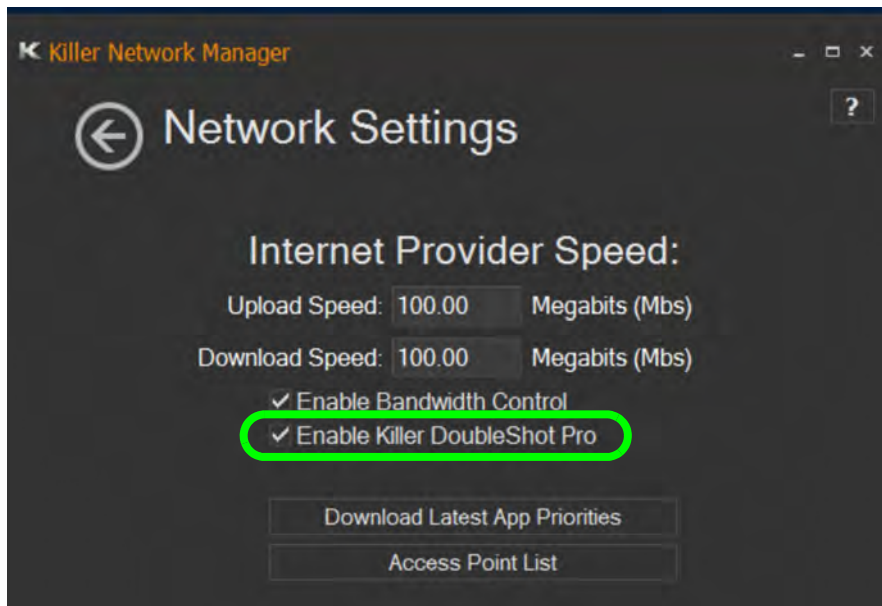 Killer Network Manager
?
Network Settings
Internet Provider Speed:
Upload Speed: 100.00 Megabits (Mbs)
Download Speed: 100.00 Megabits (Mbs)
Enable Bandwidth Control
Enable Killer DoubleShot Pro
Download Latest App Priorities
Access Point List